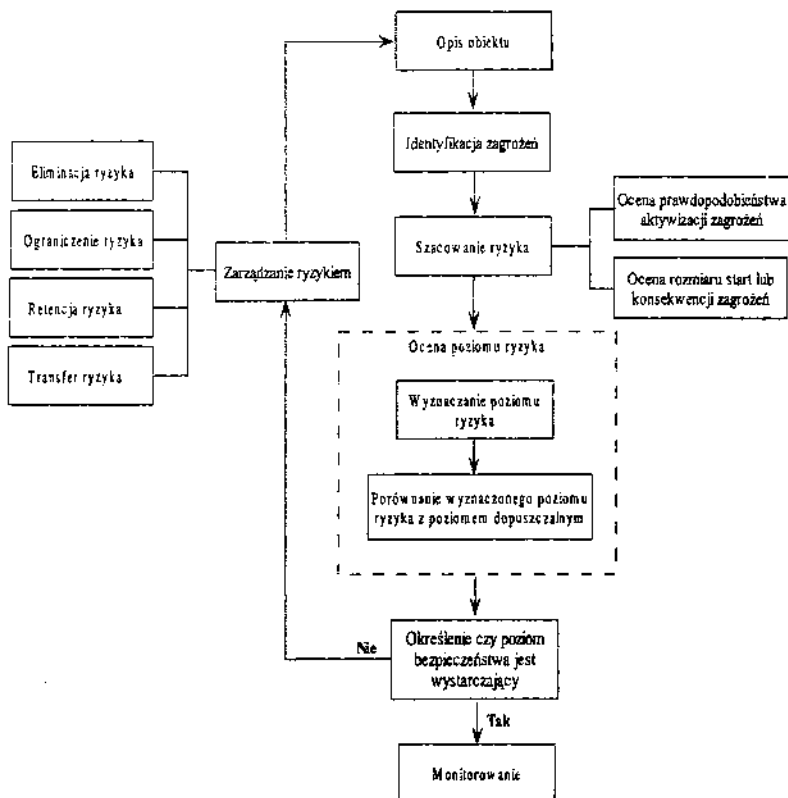 Opis obiektu
Identyfikacja zagrożeń
Eliminacja ryzyka
Ograniczenie ryzyka
Retencja ryzyka
Transfer ryzyka
Zarządzanie ryzykiem
Szacowanie ryzyka
Ocena prawdopodobieństwa
aktywizacji zagrożeń
Ocena rozmiaru start lub
konsekwencji zagrożeń
Ocena poziomu ryzyka
Wyznaczanie poziomu
ryzyka
Porównanie wyznaczonego poziomu
ryzyka z poziomem dopuszczalnym
Nie
Określenie czy poziom
bezpieczeństwa jest
wystarczający
Tak
Monitorowanie